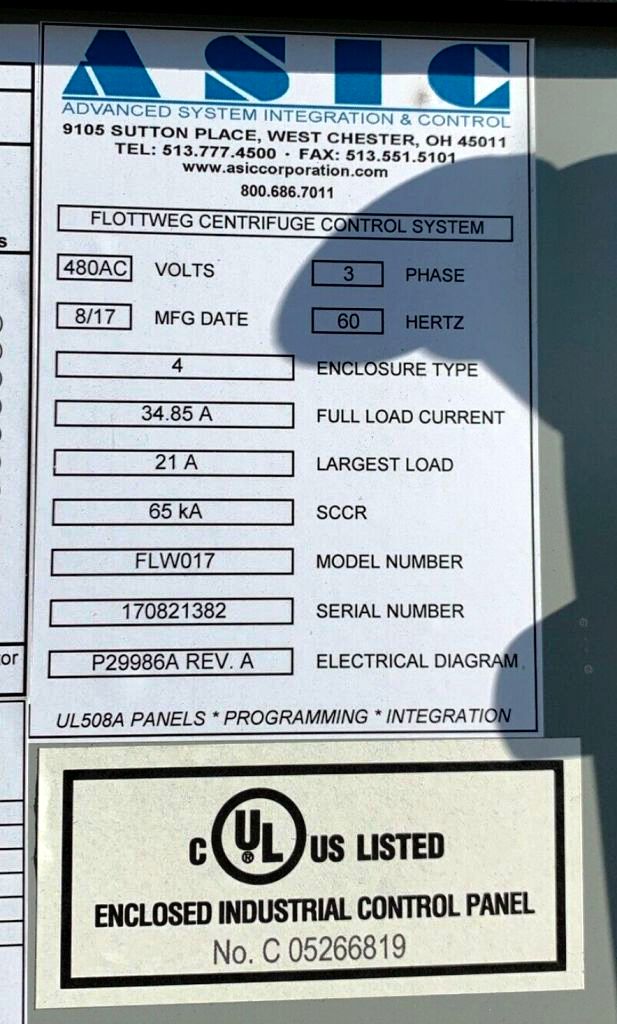 ASIC
ADVANCED SYSTEM INTEGRATION & CONTROL
9105 SUTTON PLACE, WEST CHESTER, OH 45011
TEL: 513.777.4500 · FAX: 513.551.5101
www.asiccorporation.com
800.686.7011
FLOTTWEG CENTRIFUGE CONTROL SYSTEM
480AC VOLTS 3 PHASE
8/17 MFG DATE 60 HERTZ
4 ENCLOSURE TYPE
34.85 A FULL LOAD CURRENT
21 A LARGEST LOAD
65 kA SCCR
FLW017 MODEL NUMBER
170821382 SERIAL NUMBER
P29986A REV. A ELECTRICAL DIAGRAM
UL508A PANELS * PROGRAMMING * INTEGRATION
C UL® US LISTED
ENCLOSED INDUSTRIAL CONTROL PANEL
No. C 05266819